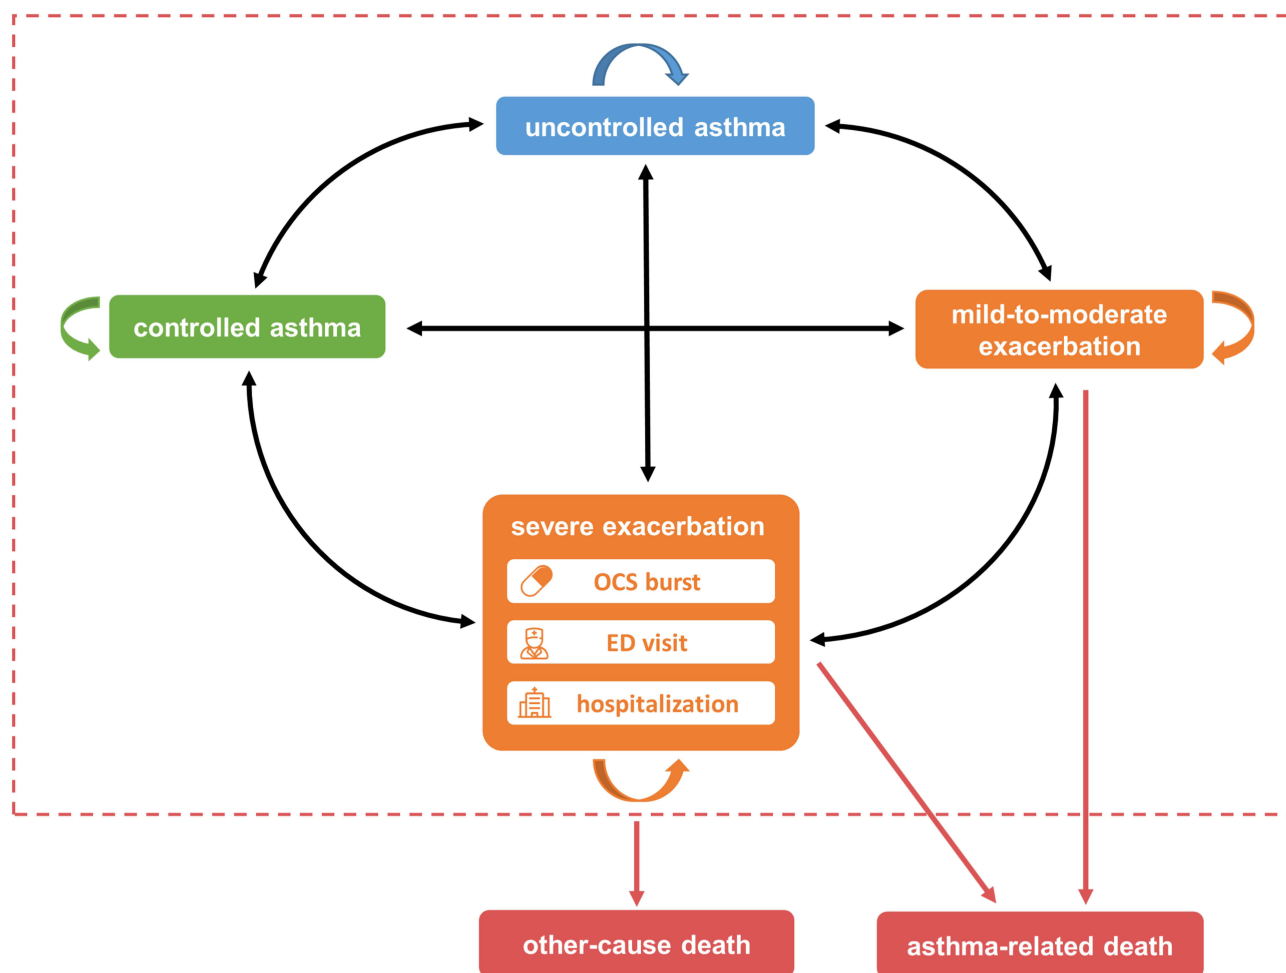 uncontrolled asthma
controlled asthma
mild-to-moderate
exacerbation
severe exacerbation
OCS burst
ED visit
hospitalization
other-cause death
asthma-related death